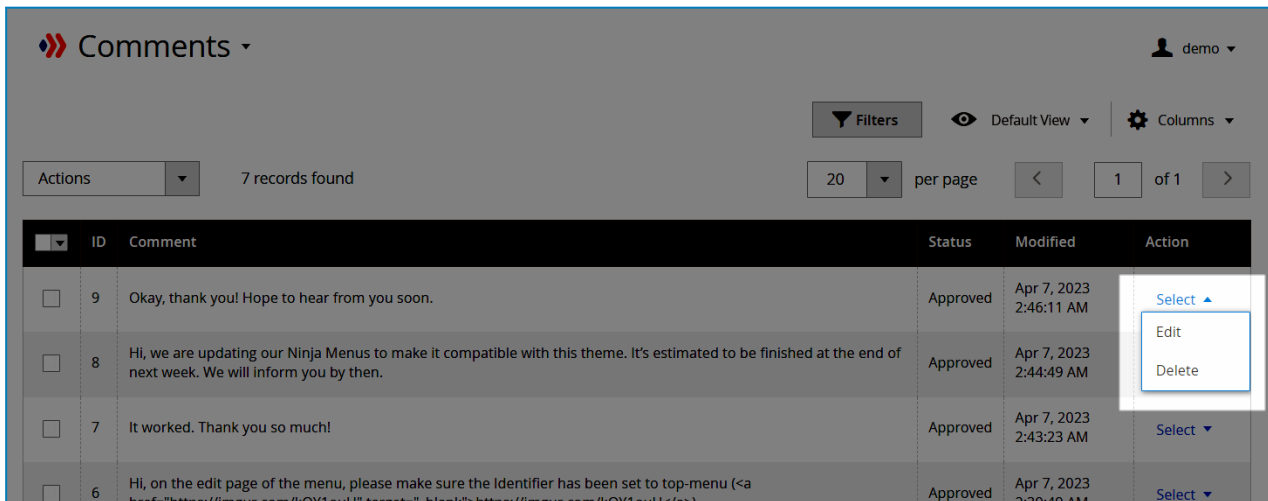 Comments
demo
Filters
Default View
Columns
Actions
7 records found
20
per page
1
of 1
ID Comment Status Modified Action
9 Okay, thank you! Hope to hear from you soon. Approved Apr 7, 2023 Select
2:46:11 AM
Edit
Delete
8 Hi, we are updating our Ninja Menus to make it compatible with this theme. It's estimated to be finished at the end of Approved Apr 7, 2023
next week. We will inform you by then. 2:44:49 AM
7 It worked. Thank you so much! Approved Apr 7, 2023 Select
2:43:23 AM
6 Hi, on the edit page of the menu, please make sure the Identifier has been set to top-menu (<a Approved Apr 7, 2023 Select